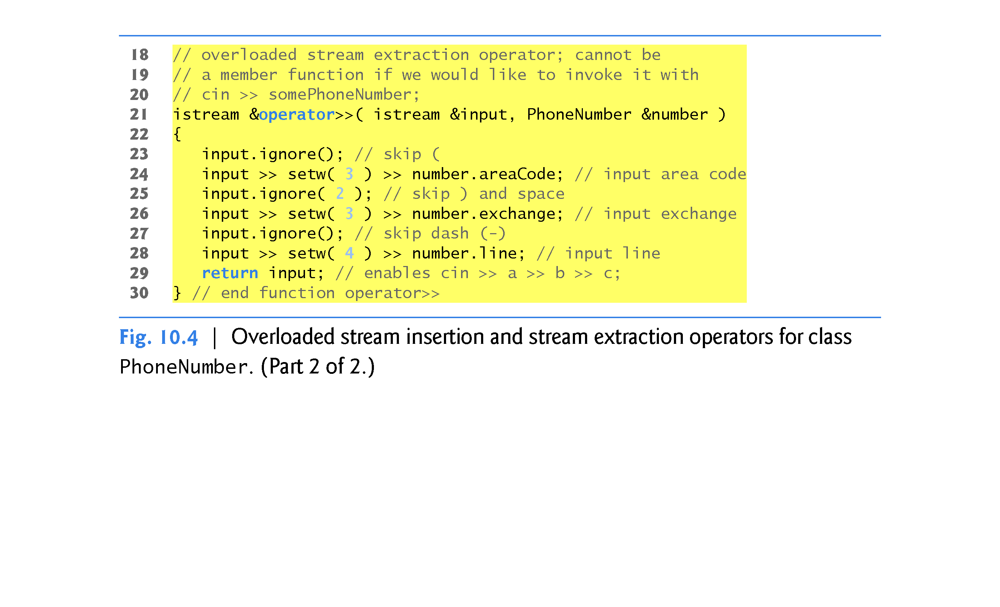 18 // overloaded stream extraction operator; cannot be
19 // a member function if we would like to invoke it with
20 // cin >> somePhoneNumber;
21 istream &operator>>( istream &input, PhoneNumber &number )
22 {
23    input.ignore(); // skip (
24    input >> setw( 3 ) >> number.areaCode; // input area code
25    input.ignore( 2 ); // skip ) and space
26    input >> setw( 3 ) >> number.exchange; // input exchange
27    input.ignore(); // skip dash (-)
28    input >> setw( 4 ) >> number.line; // input line
29    return input; // enables cin >> a >> b >> c;
30 } // end function operator>>
Fig. 10.4 | Overloaded stream insertion and stream extraction operators for class
PhoneNumber. (Part 2 of 2.)